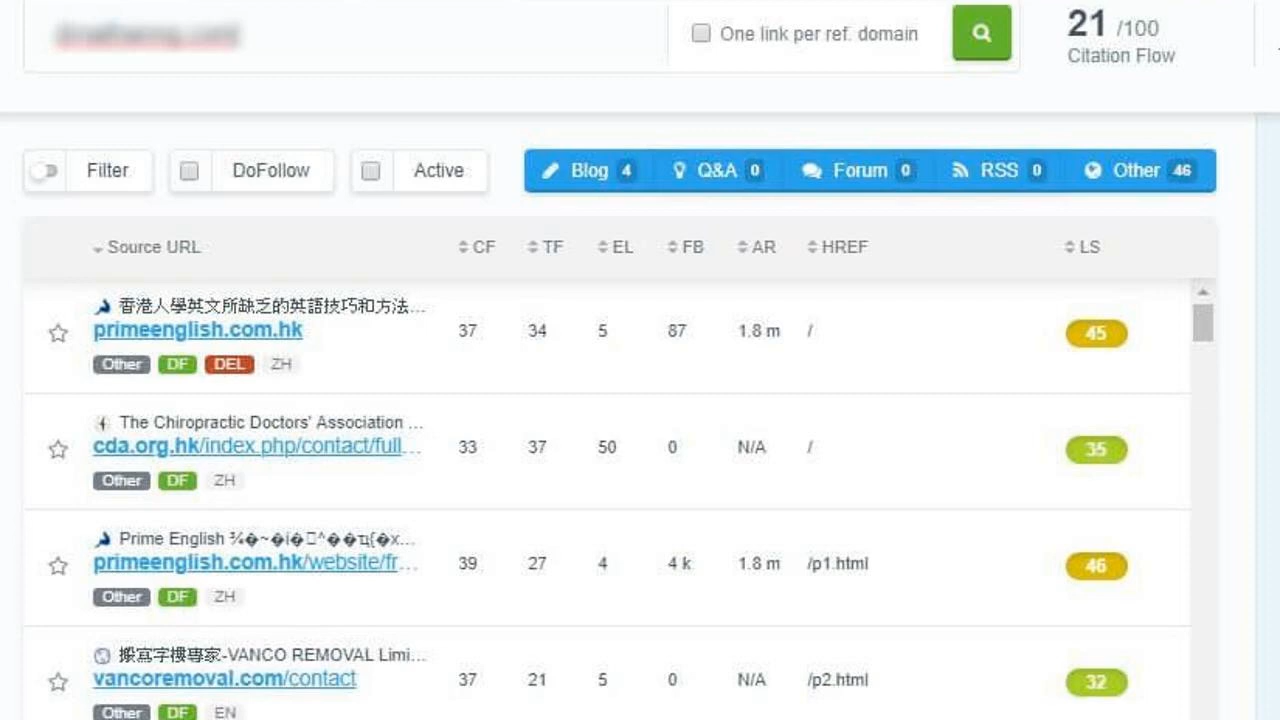 One link per ref. domain
21 /100
Citation Flow
Filter
DoFollow
Active
Blog 4
Q&A 0
Forum 0
RSS 0
Other 46
Source URL CF TF EL FB AR HREF LS
香港人學英文所缺乏的英語技巧和方法...
primeenglish.com.hk 37 34 5 87 1.8 m / 45
Other DF DEL ZH
The Chiropractic Doctors' Association ...
cda.org.hk/index.php/contact/full... 33 37 50 0 N/A / 35
Other DF ZH
Prime English
primeenglish.com.hk/website/fr... 39 27 4 4 k 1.8 m /p1.html 46
Other DF ZH
搬寫字樓專家-VANCO REMOVAL Limi...
vancoremoval.com/contact 37 21 5 0 N/A /p2.html 32
Other DF EN